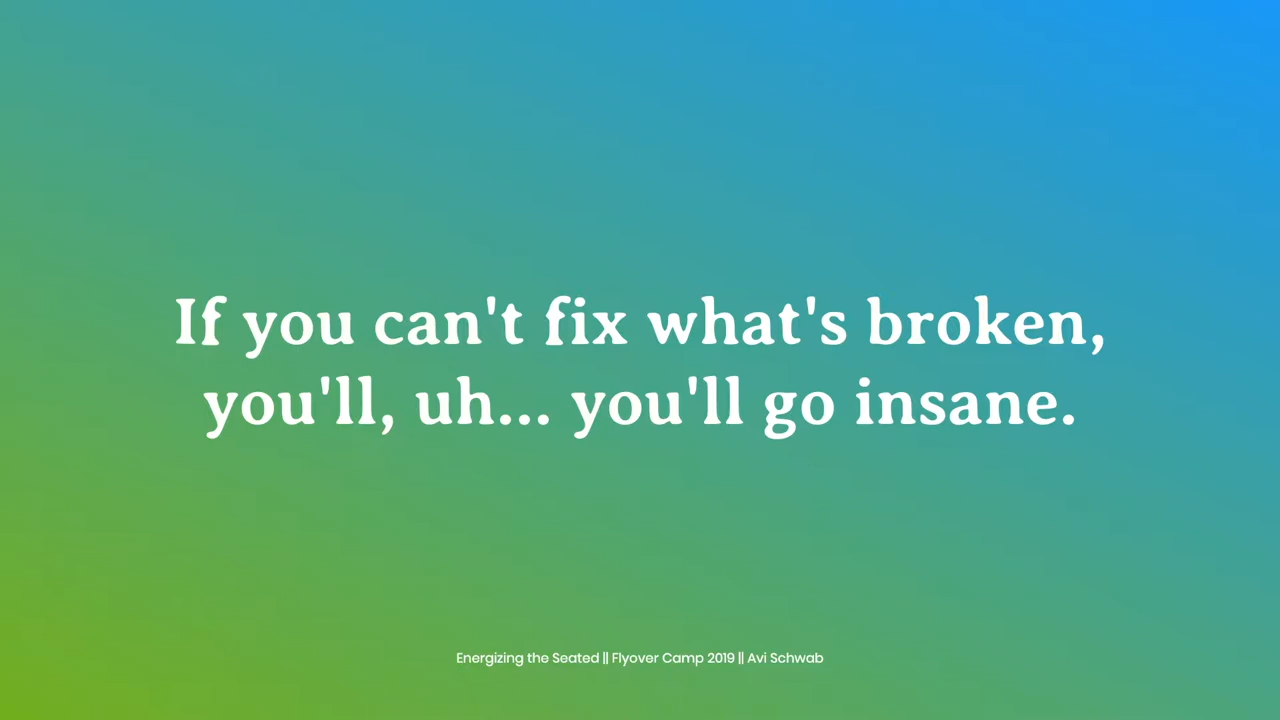 If you can't fix what's broken,
you'll, uh... you'll go insane.
Energizing the Seated || Flyover Camp 2019 || Avi Schwab